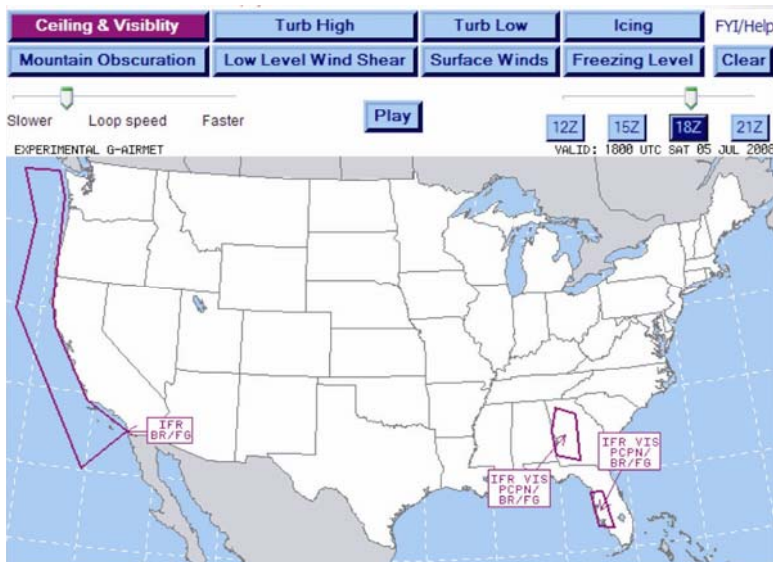 Ceiling & Visiblity Turb High Turb Low Icing FYI/Help
Mountain Obscuration Low Level Wind Shear Surface Winds Freezing Level Clear
Slower Loop speed Faster Play 12Z 15Z 18Z 21Z
EXPERIMENTAL G-AIRMET VALID: 1800 UTC SAT 05 JUL 2008
IFR
BR/FG
IFR VIS
PCPN/
BR/FG
IFR VIS
PCPN/
BR/FG